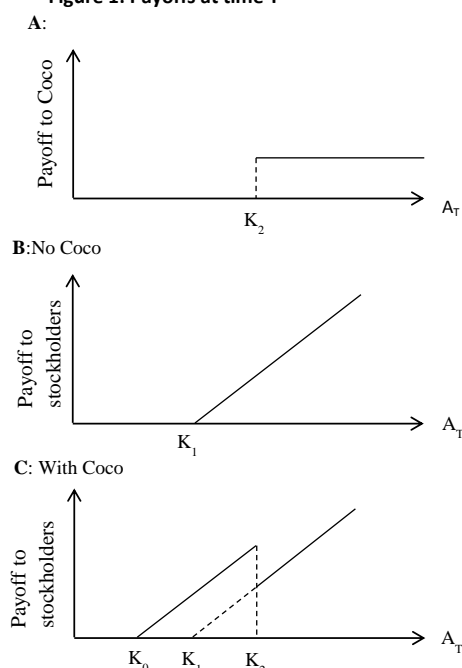 Figure 1: Payoffs at time T
A:
Payoff to Coco
K2
AT
B:No Coco
Payoff to
stockholders
K1
AT
C: With Coco
Payoff to
stockholders
K0 K1 K2
AT